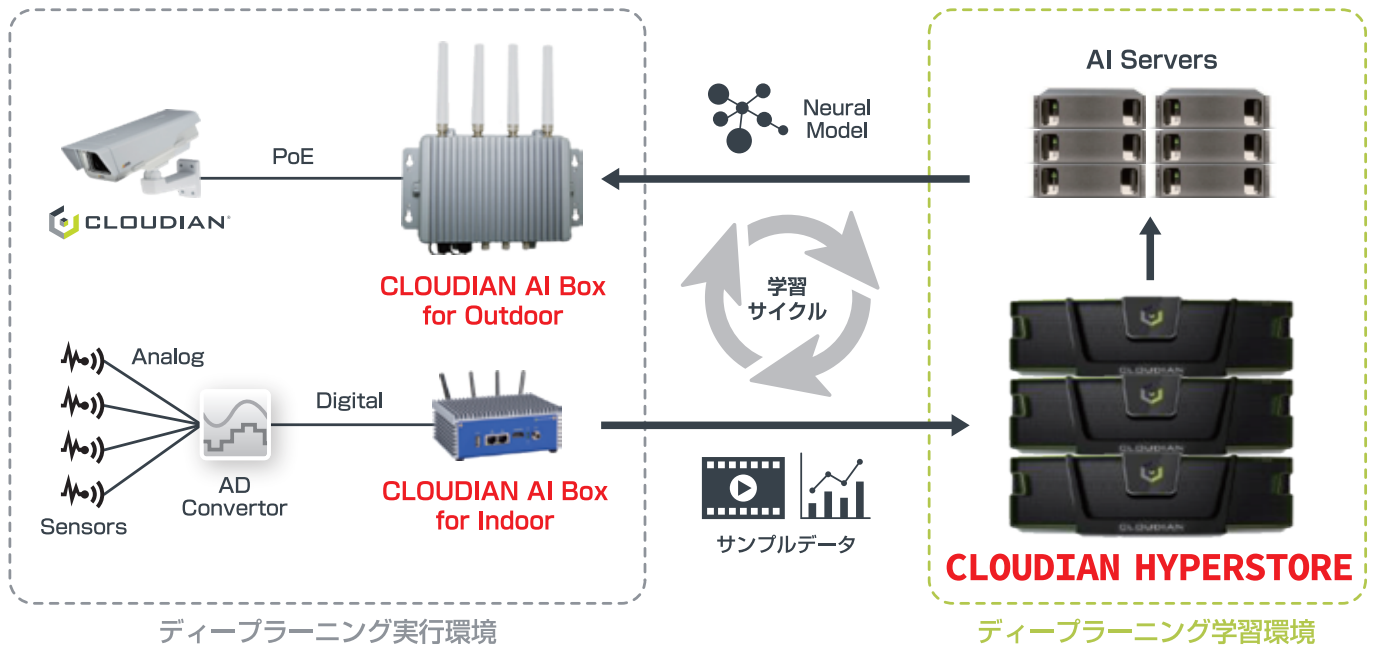 PoE
CLOUDIAN
CLOUDIAN AI Box
for Outdoor
Analog
Digital
AD
Convertor
Sensors
CLOUDIAN AI Box
for Indoor
ディープラーニング実行環境
Neural
Model
学習
サイクル
サンプルデータ
AI Servers
CLOUDIAN
CLOUDIAN
CLOUDIAN
CLOUDIAN HYPERSTORE
ディープラーニング学習環境